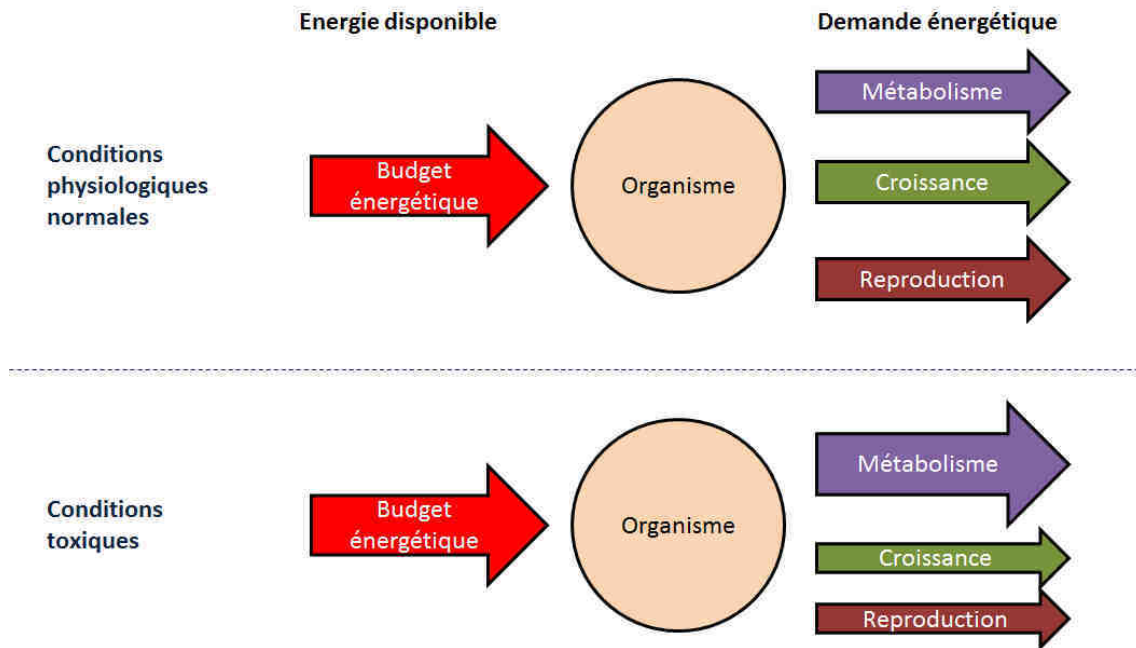 Energie disponible
Demande énergétique
Métabolisme
Conditions
physiologiques
normales
Budget
énergétique
Organisme
Croissance
Reproduction
Métabolisme
Conditions
toxiques
Budget
énergétique
Organisme
Croissance
Reproduction